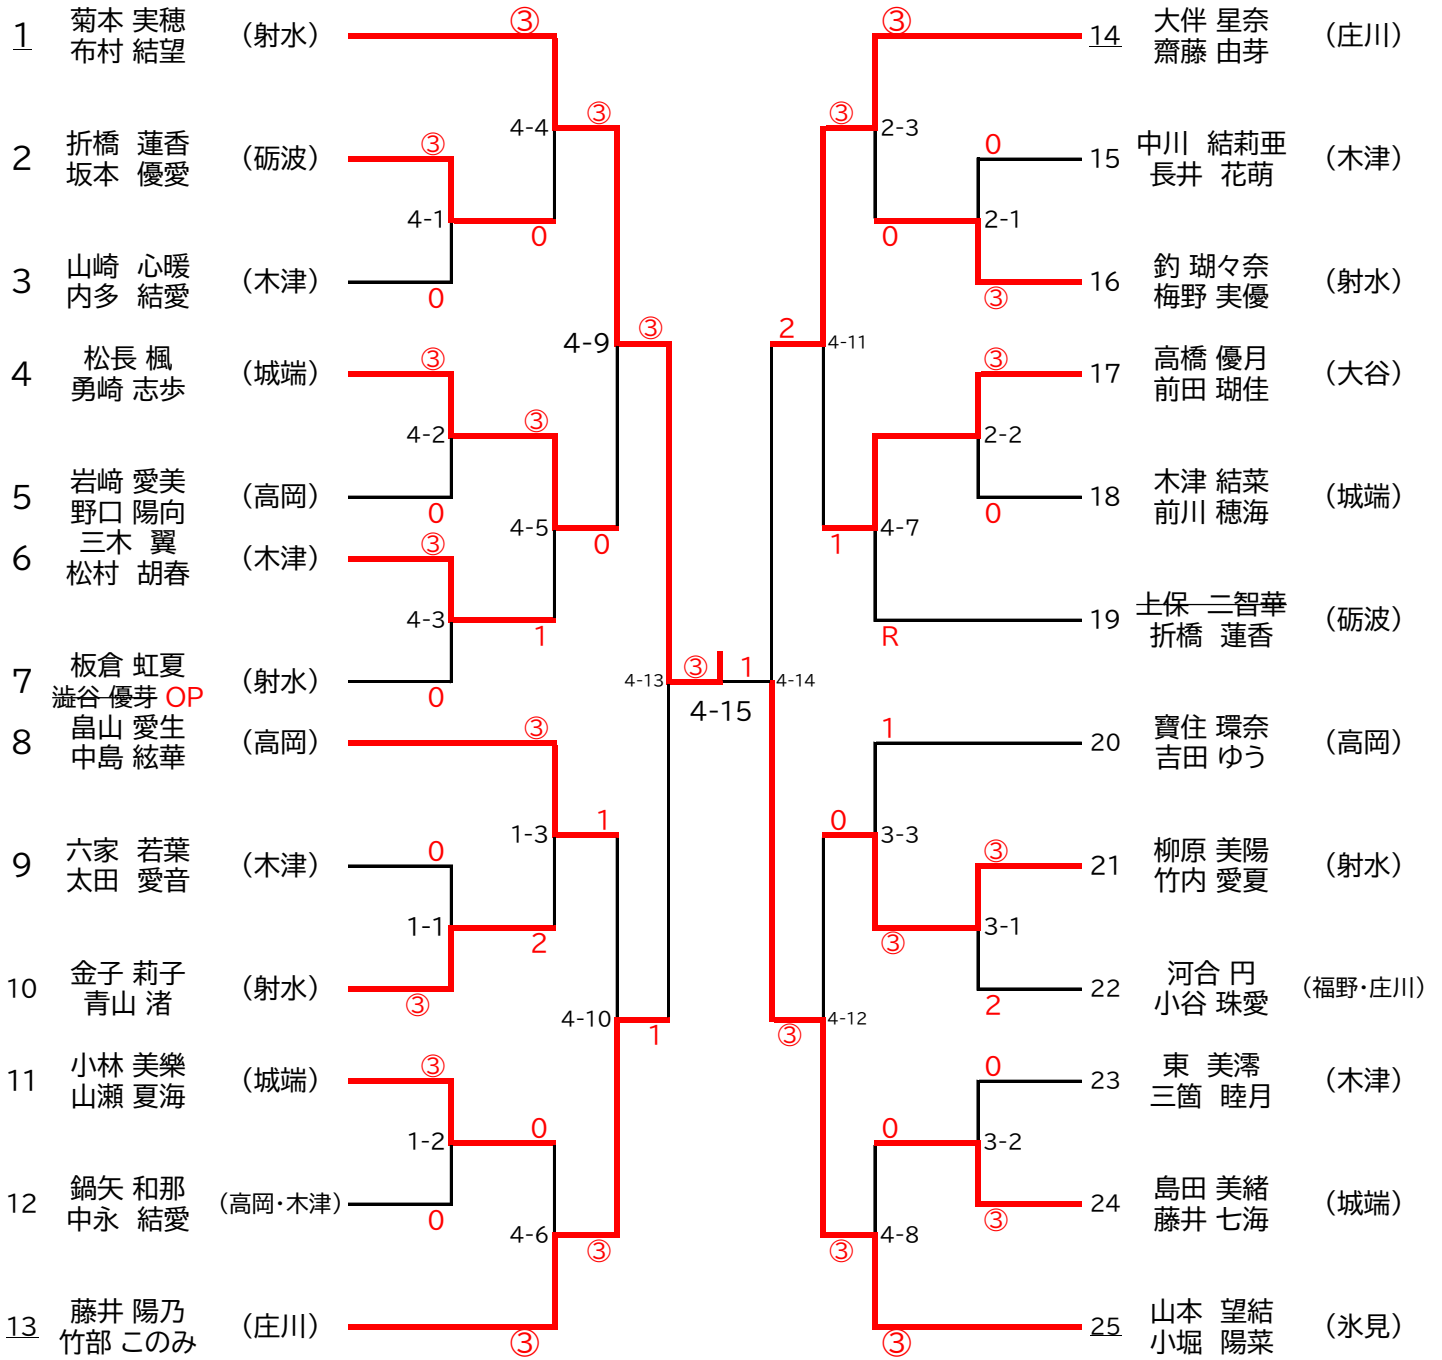 1 菊本 実穂 (射水) ③
布村 結望
2 折橋 蓮香 (砺波) ③
坂本 優愛
4-4 ③
4-1
0
3 山崎 心暖 (木津) 0
内多 結愛
4 松長 楓 (城端) ③
勇崎 志歩
4-9 ③
4-2 ③
5 岩﨑 愛美 (高岡) 0
野口 陽向
4-5 0
6 三木 翼 (木津) ③
松村 胡春
4-3 1
7 板倉 虹夏 (射水) 0
澁谷 優芽 OP
4-13 ③ 1 4-14
4-15
8 畠山 愛生 (高岡) ③
中島 絃華
1-3 1
9 六家 若葉 (木津) 0
太田 愛音
1-1 2
10 金子 莉子 (射水) ③
青山 渚
4-10 1
11 小林 美樂 (城端) ③
山瀬 夏海
1-2 0
12 鍋矢 和那 (高岡・木津) 0
中永 結愛
4-6 ③
13 藤井 陽乃 (庄川) ③
竹部 このみ
③ 14 大伴 星奈 (庄川)
齋藤 由芽
③ 2-3
0 15 中川 結莉亜 (木津)
長井 花萌
0 2-1
③ 16 釣 瑚々奈 (射水)
梅野 実優
2 4-11
③ 17 高橋 優月 (大谷)
前田 瑚佳
2-2
0 18 木津 結菜 (城端)
前川 穂海
1 4-7
R 19 上保 二智華 (砺波)
折橋 蓮香
1 20 寶住 環奈 (高岡)
吉田 ゆう
0 3-3
③ 21 柳原 美陽 (射水)
竹内 愛夏
③ 3-1
2 22 河合 円 (福野・庄川)
小谷 珠愛
③ 4-12
0 23 東 美澪 (木津)
三箇 睦月
0 3-2
③ 24 島田 美緒 (城端)
藤井 七海
③ 4-8
③ 25 山本 望結 (氷見)
小堀 陽菜